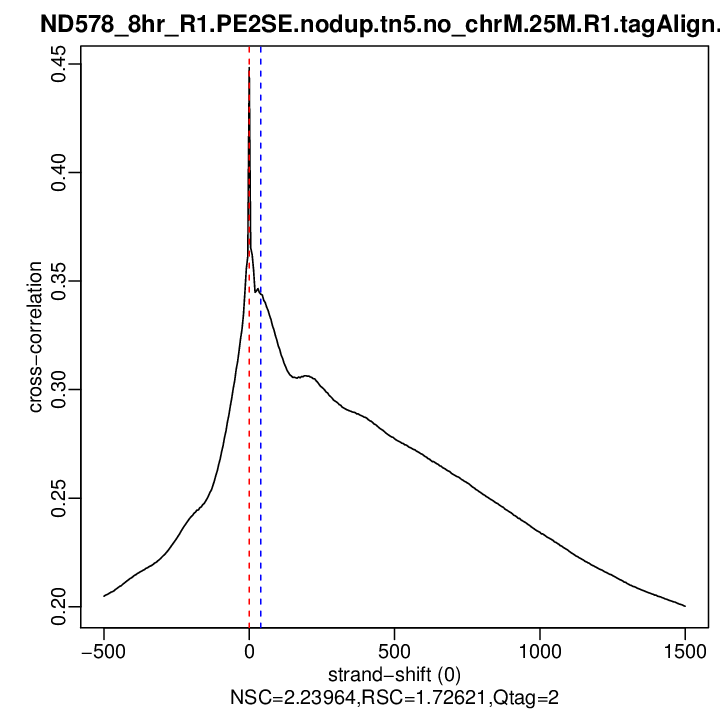 ND578_8hr_R1.PE2SE.nodup.tn5.no_chrM.25M.R1.tagAlign.
cross−correlation
0.45
0.40
0.35
0.30
0.25
0.20
−500 0 500 1000 1500
strand−shift (0)
NSC=2.23964,RSC=1.72621,Qtag=2